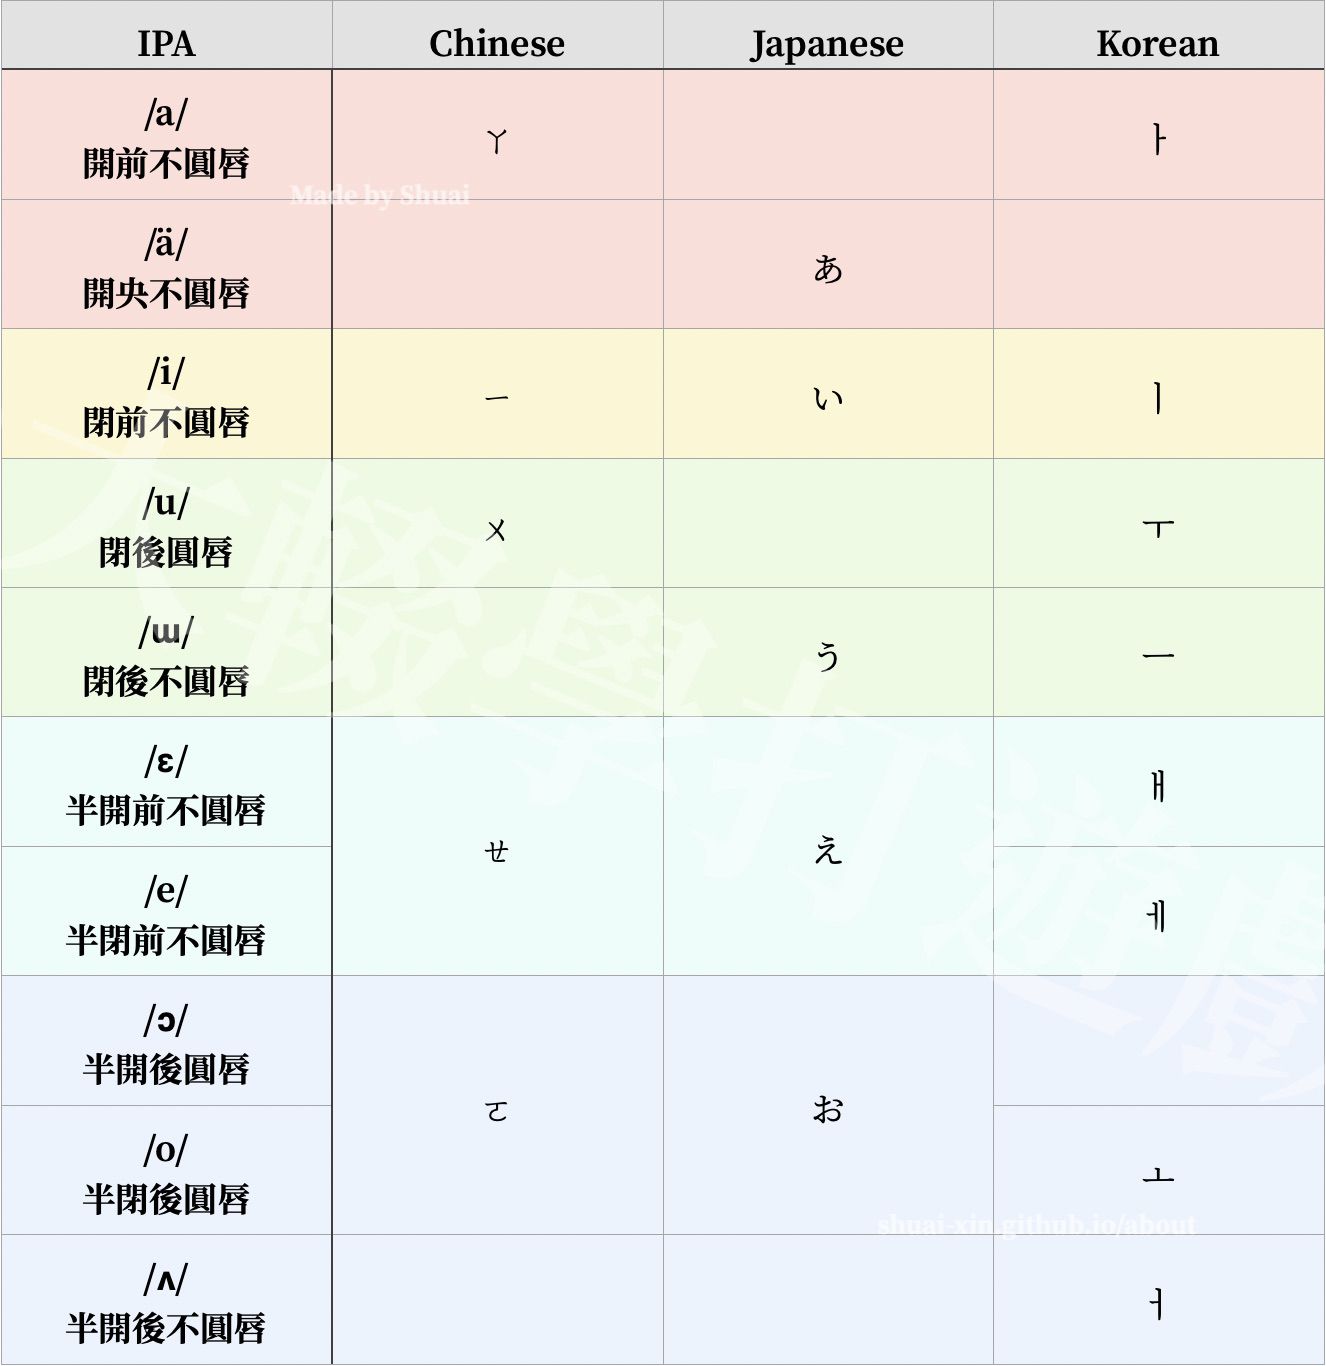 IPA Chinese Japanese Korean
/a/
開前不圓唇
ㄚ ㅏ
Made by Shuai
/ä/
開央不圓唇
あ
/i/
閉前不圓唇
ㄧ い ㅣ
/u/
閉後圓唇
ㄨ ㅜ
/ɯ/
閉後不圓唇
う ㅡ
/ɛ/
半開前不圓唇
ㅐ
ㄝ え
/e/
半閉前不圓唇
ㅔ
/ɔ/
半開後圓唇
ㄛ お
/o/
半閉後圓唇
ㅗ
shuai-xin.github.io/about
/ʌ/
半開後不圓唇
ㅓ